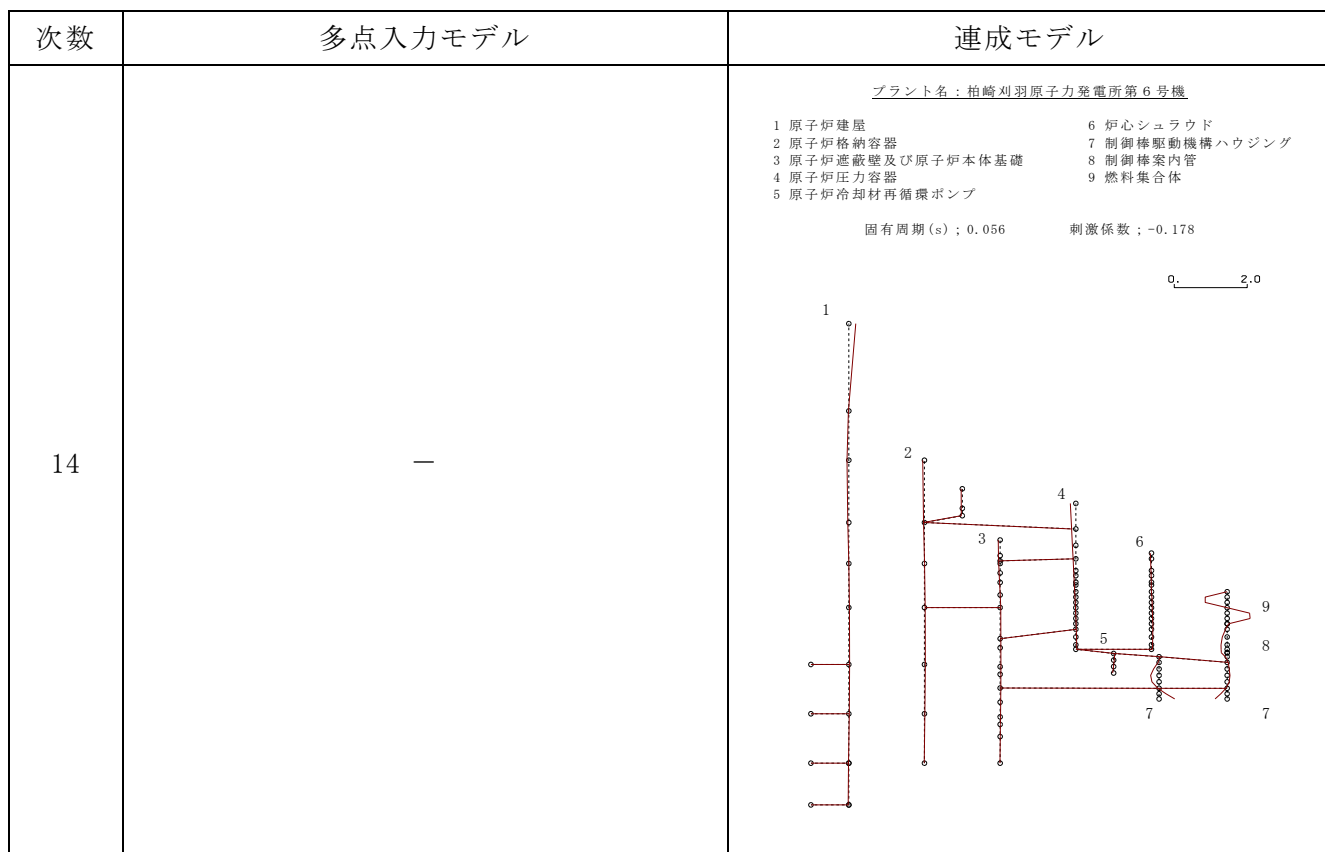 次数 多点入力モデル 連成モデル
プラント名：柏崎刈羽原子力発電所第6号機
1 原子炉建屋 6 炉心シュラウド
2 原子炉格納容器 7 制御棒駆動機構ハウジング
3 原子炉遮蔽壁及び原子炉本体基礎 8 制御棒案内管
4 原子炉圧力容器 9 燃料集合体
5 原子炉冷却材再循環ポンプ
固有周期(s)；0.056 刺激係数；-0.178
0. 2.0
1
2
4
3 6
9
5 8
7 7
14 －